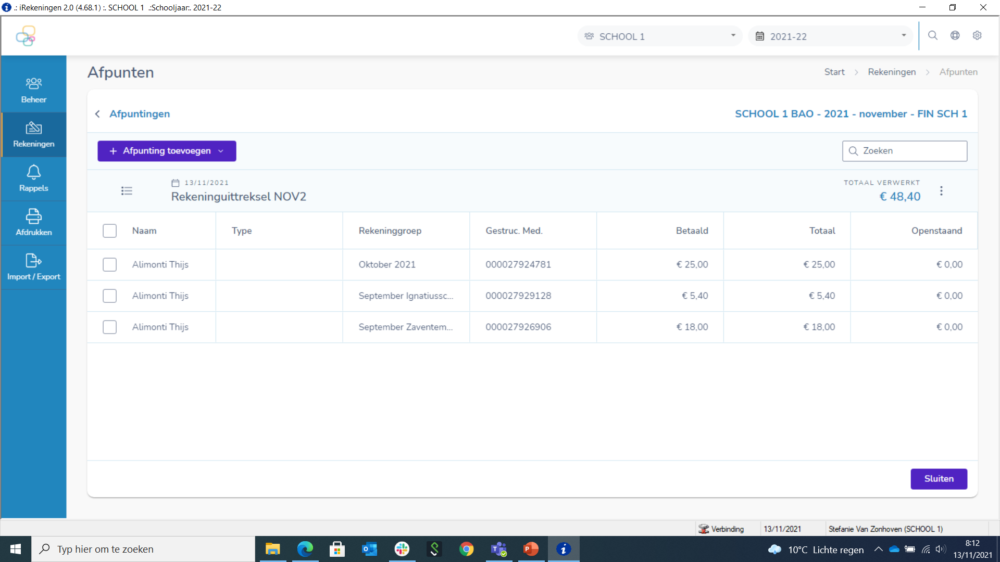 .: iRekeningen 2.0 (4.68.1) :. SCHOOL 1 .:Schooljaar:. 2021-22
SCHOOL 1
2021-22
Afpunten
Start > Rekeningen > Afpunten
Beheer
Rekeningen
Rappels
Afdrukken
Import / Export
Afpuntingen
SCHOOL 1 BAO - 2021 - november - FIN SCH 1
+ Afpunting toevoegen
Zoeken
13/11/2021
Rekeninguittreksel NOV2
TOTAAL VERWERKT
€ 48,40
Naam Type Rekeninggroep Gestruc. Med. Betaald Totaal Openstaand
Alimonti Thijs Oktober 2021 000027924781 € 25,00 € 25,00 € 0,00
Alimonti Thijs September Ignatiussc... 000027929128 € 5,40 € 5,40 € 0,00
Alimonti Thijs September Zaventem... 000027926906 € 18,00 € 18,00 € 0,00
Sluiten
Verbinding 13/11/2021 Stefanie Van Zonhoven (SCHOOL 1)
Typ hier om te zoeken
10°C Lichte regen
8:12
13/11/2021